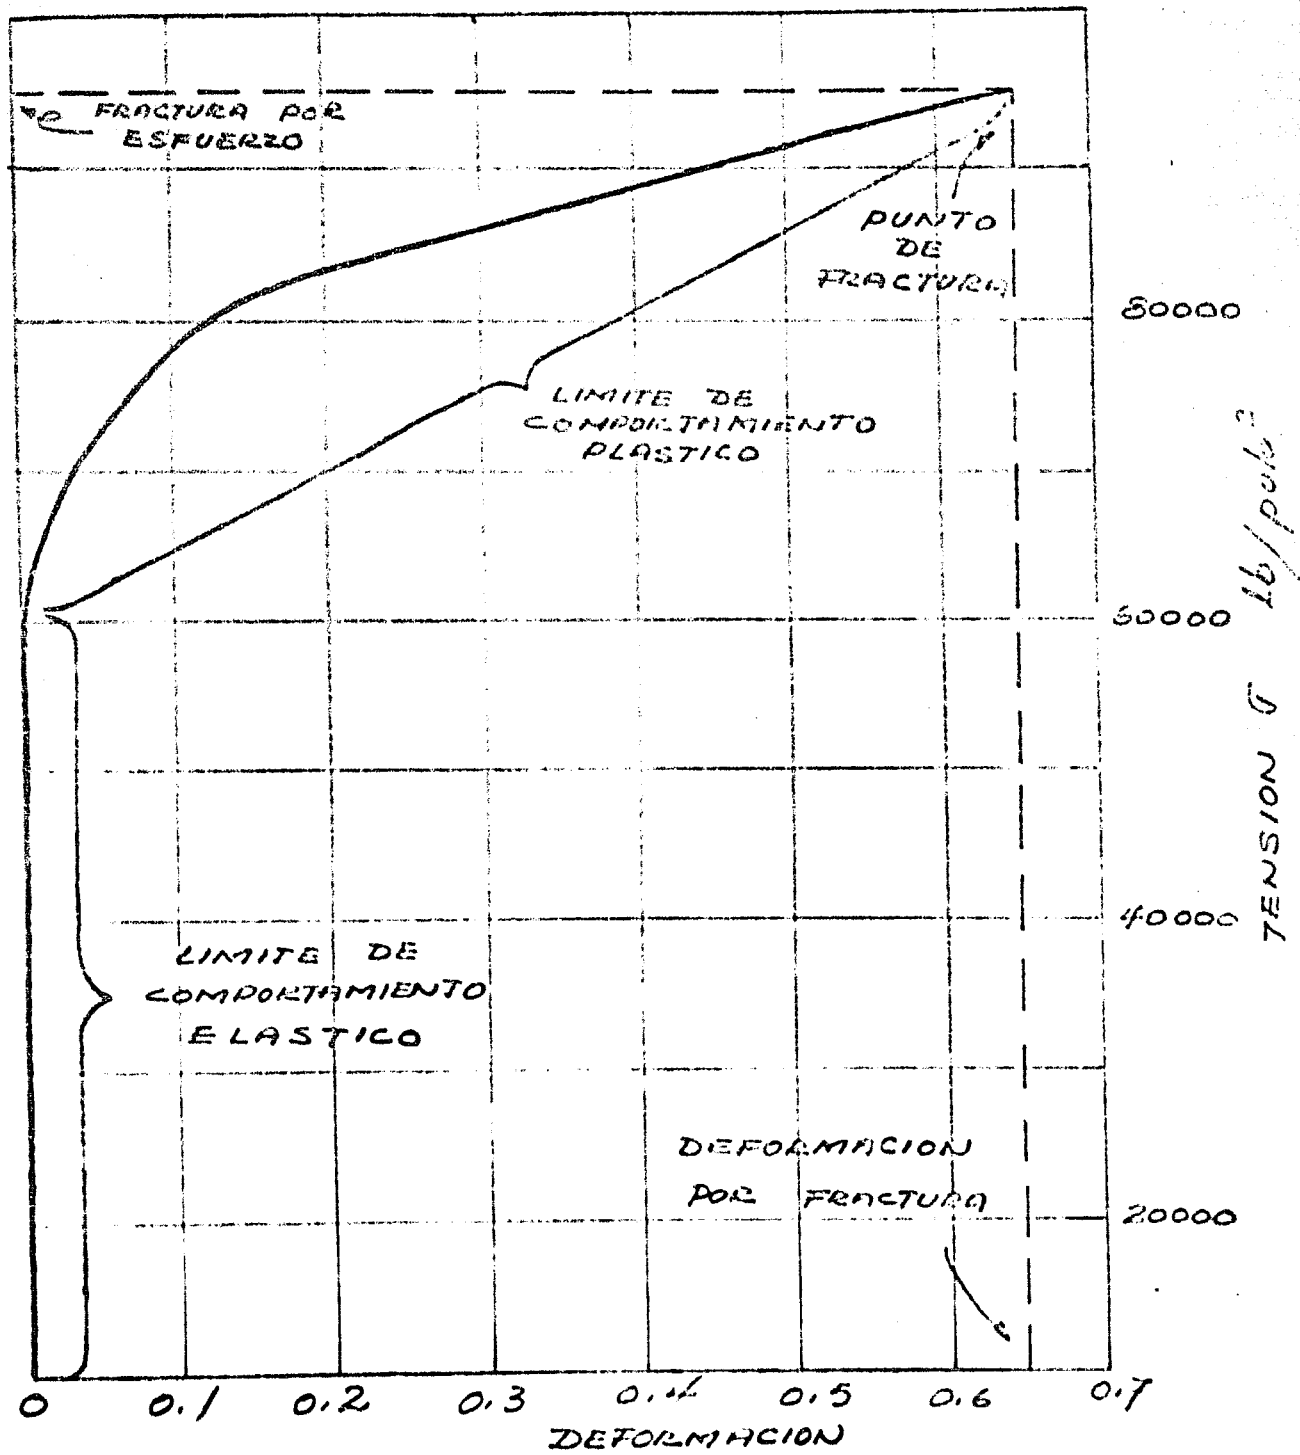 FRACTURA POR
ESFUERZO
PUNTO
DE
FRACTURA
80000
LIMITE DE
COMPORTAMIENTO
PLASTICO
60000
TENSION σ Lb/pulg²
40000
LIMITE DE
COMPORTAMIENTO
ELASTICO
DEFORMACION
POR FRACTURA
20000
0 0.1 0.2 0.3 0.4 0.5 0.6 0.7
DEFORMACION